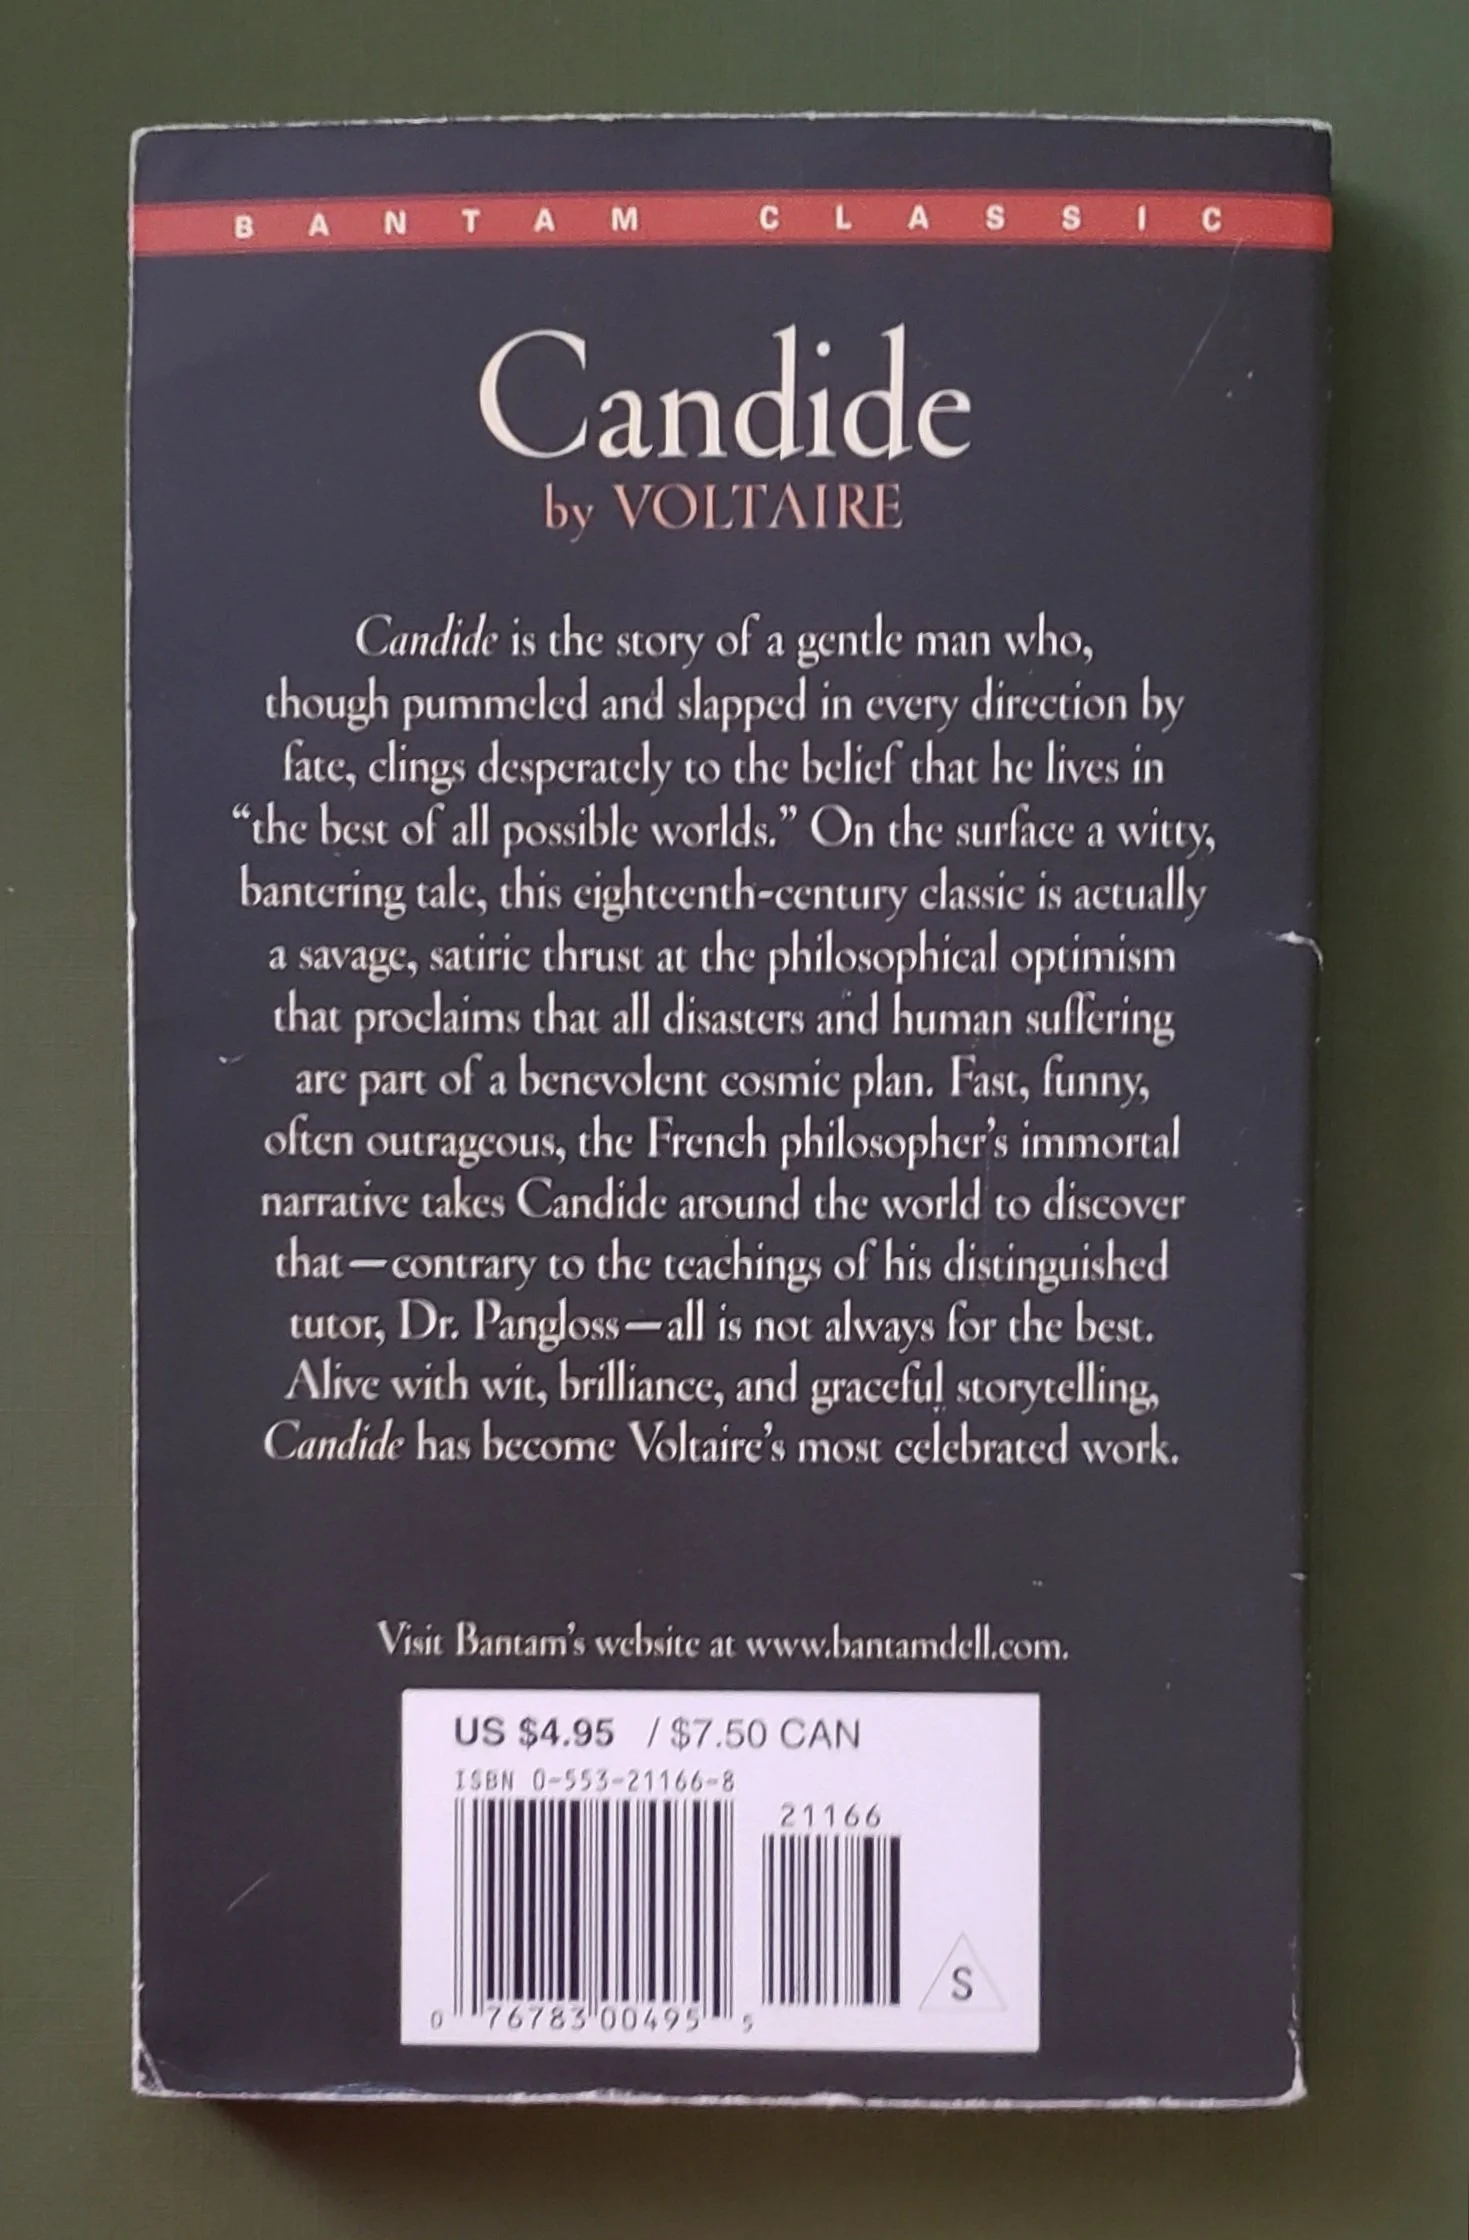 BANTAM CLASSIC
Candide
by VOLTAIRE
Candide is the story of a gentle man who,
though pummeled and slapped in every direction by
fate, clings desperately to the belief that he lives in
“the best of all possible worlds.” On the surface a witty,
bantering tale, this eighteenth-century classic is actually
a savage, satiric thrust at the philosophical optimism
that proclaims that all disasters and human suffering
are part of a benevolent cosmic plan. Fast, funny,
often outrageous, the French philosopher’s immortal
narrative takes Candide around the world to discover
that—contrary to the teachings of his distinguished
tutor, Dr. Pangloss—all is not always for the best.
Alive with wit, brilliance, and graceful storytelling,
Candide has become Voltaire’s most celebrated work.
Visit Bantam’s website at www.bantamdell.com.
US $4.95 / $7.50 CAN
ISBN 0-553-21166-8
21166
S
0 76783 00495 5